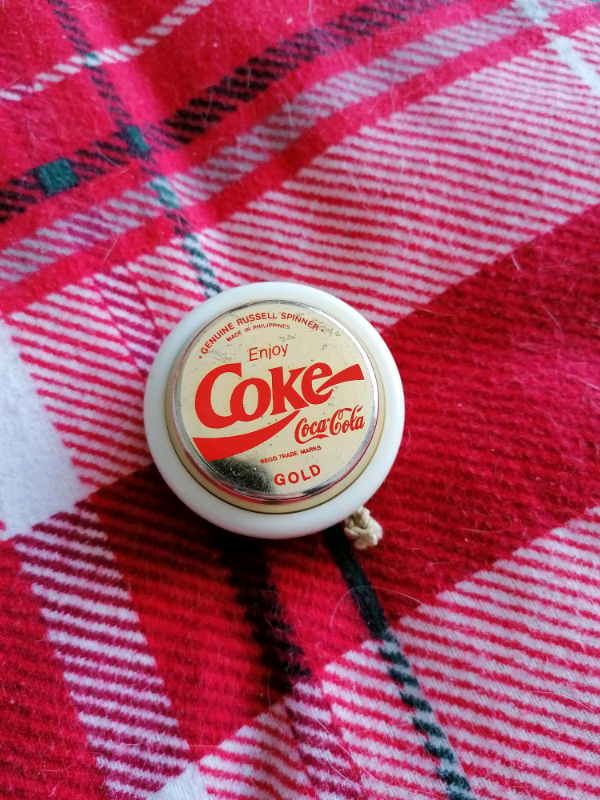 · GENUINE RUSSELL SPINNER ·
MADE IN PHILIPPINES
Enjoy
Coke
Coca-Cola
REGD. TRADE MARKS
GOLD